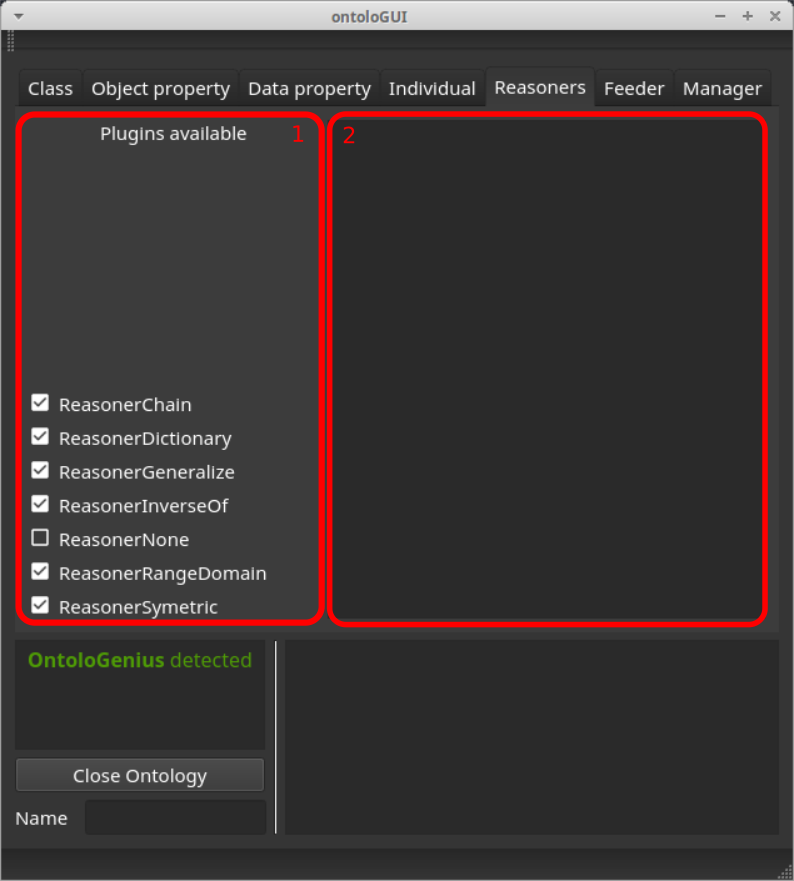 ontoloGUI
Class Object property Data property Individual Reasoners Feeder Manager
Plugins available 1 2
ReasonerChain
ReasonerDictionary
ReasonerGeneralize
ReasonerInverseOf
ReasonerNone
ReasonerRangeDomain
ReasonerSymetric
OntoloGenius detected
Close Ontology
Name